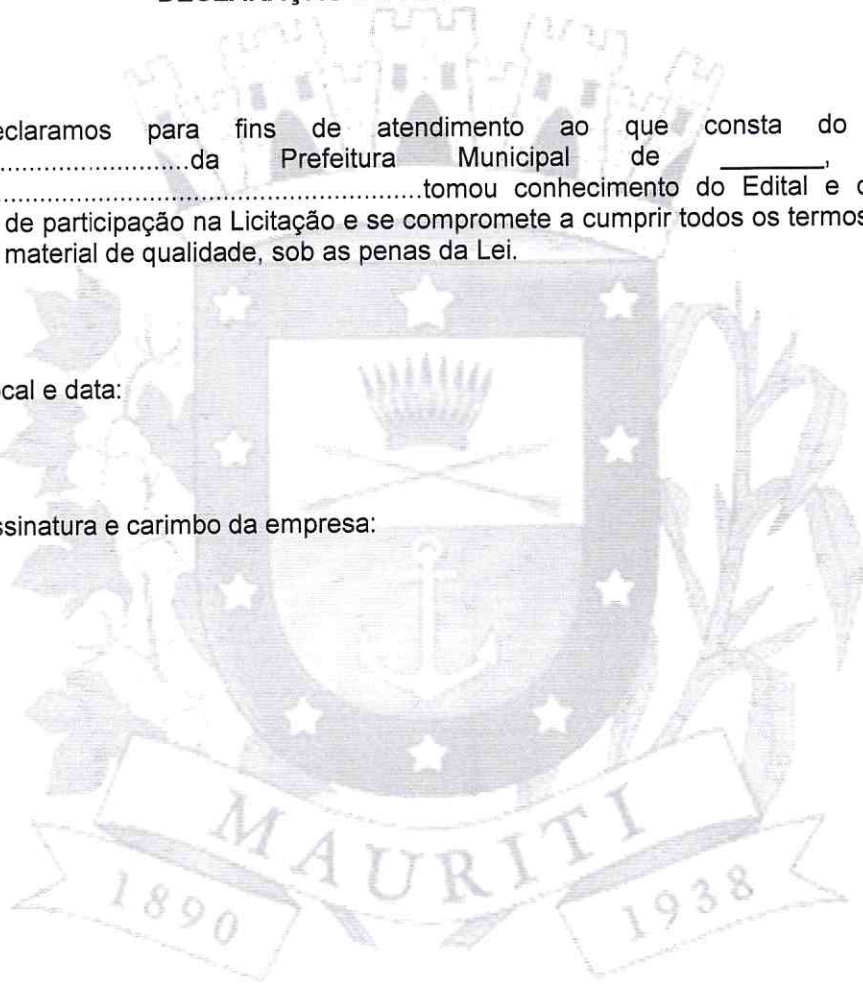 eclaramos para fins de atendimento ao que consta do
..............................da Prefeitura Municipal de ________,
.......................................................tomou conhecimento do Edital e
de participação na Licitação e se compromete a cumprir todos os termos
material de qualidade, sob as penas da Lei.
cal e data:
ssinatura e carimbo da empresa:
MAURITI
1890
1938